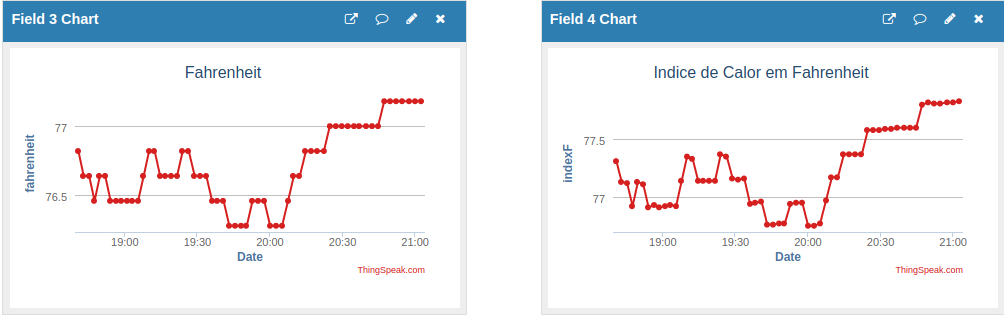 Field 3 Chart
Fahrenheit
fahrenheit
77
76.5
19:00 19:30 20:00 20:30 21:00
Date
ThingSpeak.com
Field 4 Chart
Indice de Calor em Fahrenheit
indexF
77.5
77
19:00 19:30 20:00 20:30 21:00
Date
ThingSpeak.com